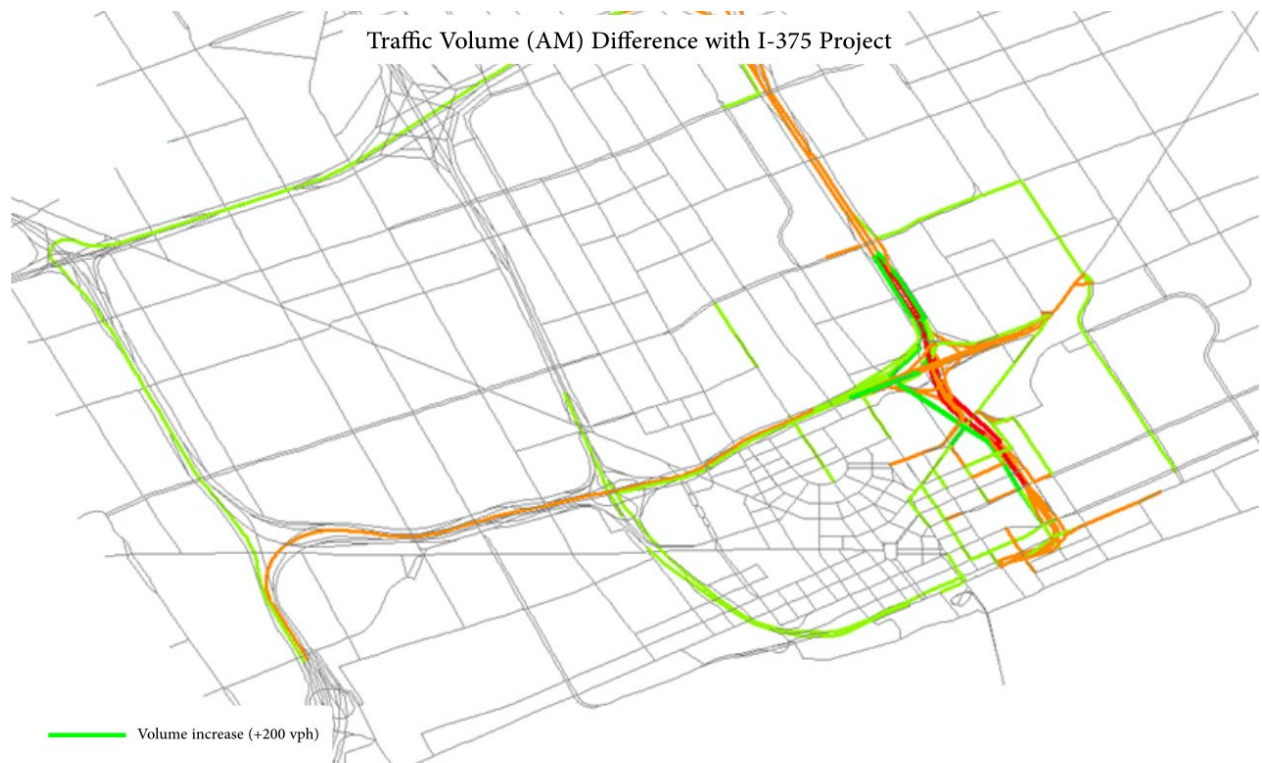 Traffic Volume (AM) Difference with I-375 Project
Volume increase (+200 vph)